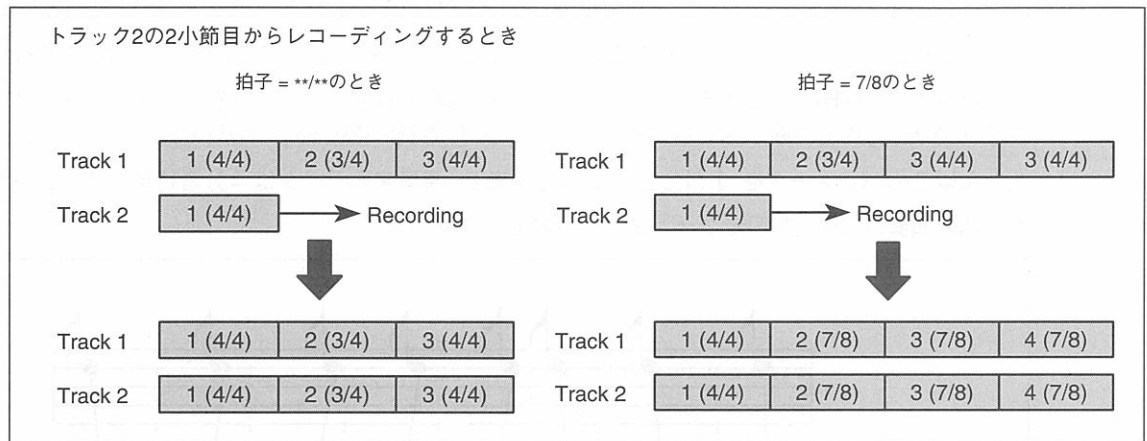 トラック2の2小節目からレコーディングするとき
拍子 = **/**のとき
Track 1 1 (4/4) 2 (3/4) 3 (4/4)
Track 2 1 (4/4) Recording
Track 1 1 (4/4) 2 (3/4) 3 (4/4)
Track 2 1 (4/4) 2 (3/4) 3 (4/4)
拍子 = 7/8のとき
Track 1 1 (4/4) 2 (3/4) 3 (4/4) 3 (4/4)
Track 2 1 (4/4) Recording
Track 1 1 (4/4) 2 (7/8) 3 (7/8) 4 (7/8)
Track 2 1 (4/4) 2 (7/8) 3 (7/8) 4 (7/8)